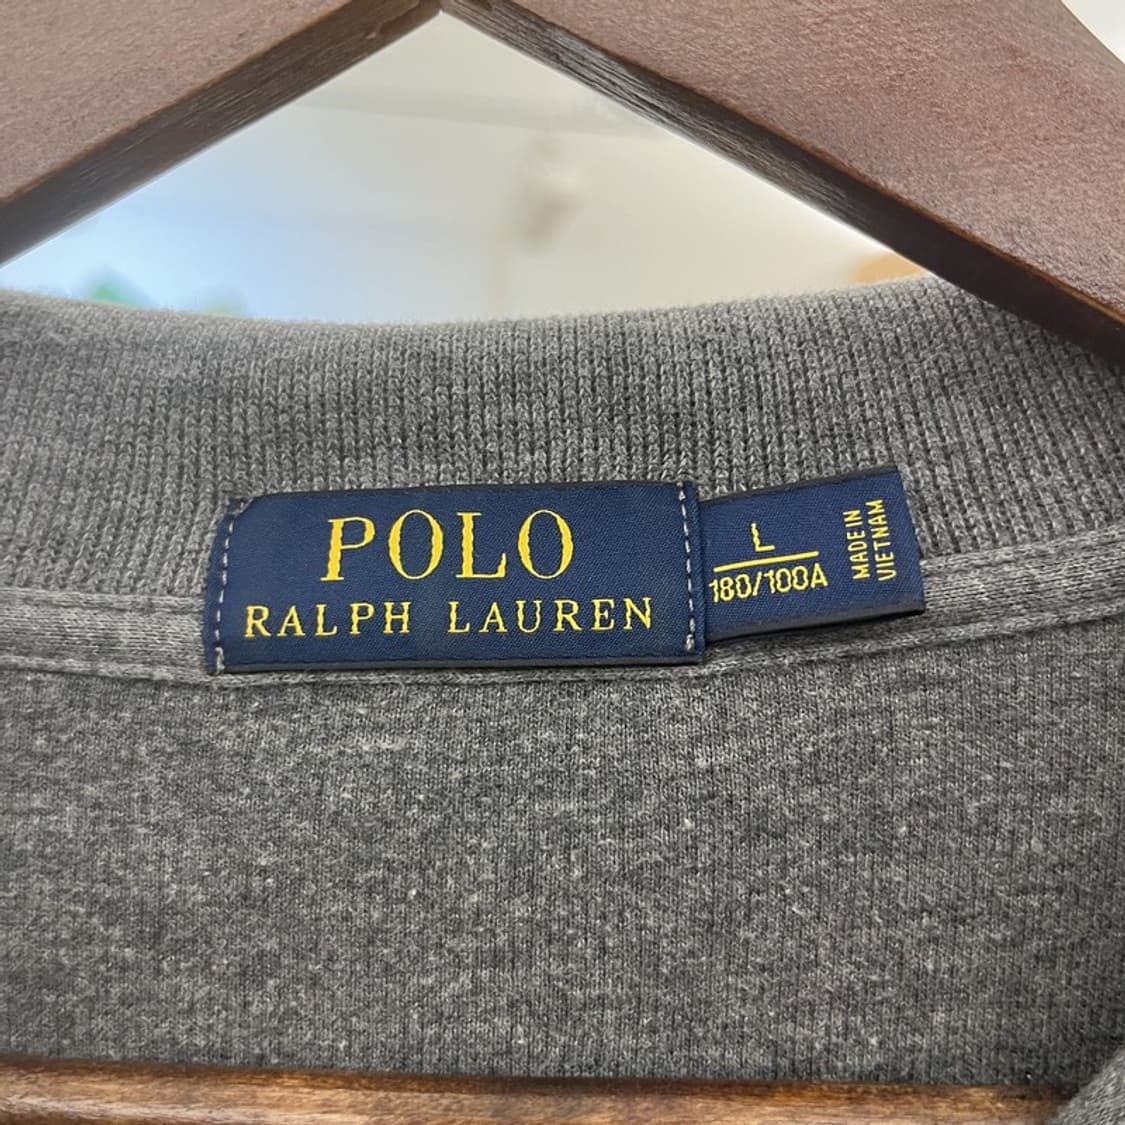 POLO
RALPH LAUREN
L
180/100A
MADE IN
VIETNAM